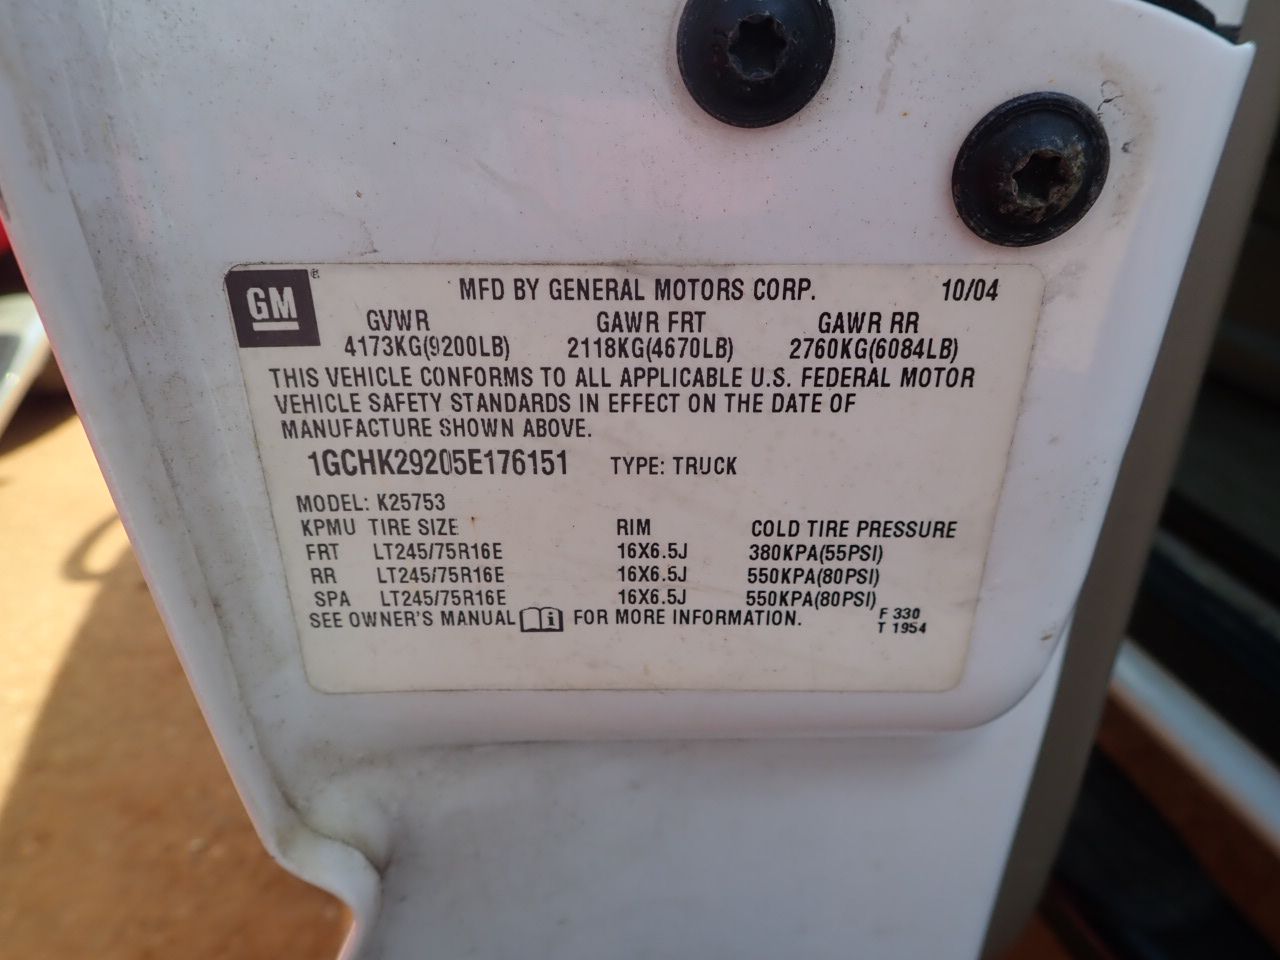 GM ®
MFD BY GENERAL MOTORS CORP. 10/04
GVWR GAWR FRT GAWR RR
4173KG(9200LB) 2118KG(4670LB) 2760KG(6084LB)
THIS VEHICLE CONFORMS TO ALL APPLICABLE U.S. FEDERAL MOTOR
VEHICLE SAFETY STANDARDS IN EFFECT ON THE DATE OF
MANUFACTURE SHOWN ABOVE.
1GCHK29205E176151 TYPE: TRUCK
MODEL: K25753
KPMU TIRE SIZE RIM COLD TIRE PRESSURE
FRT LT245/75R16E 16X6.5J 380KPA(55PSI)
RR LT245/75R16E 16X6.5J 550KPA(80PSI)
SPA LT245/75R16E 16X6.5J 550KPA(80PSI)
SEE OWNER'S MANUAL i FOR MORE INFORMATION.
F 330
T 1954